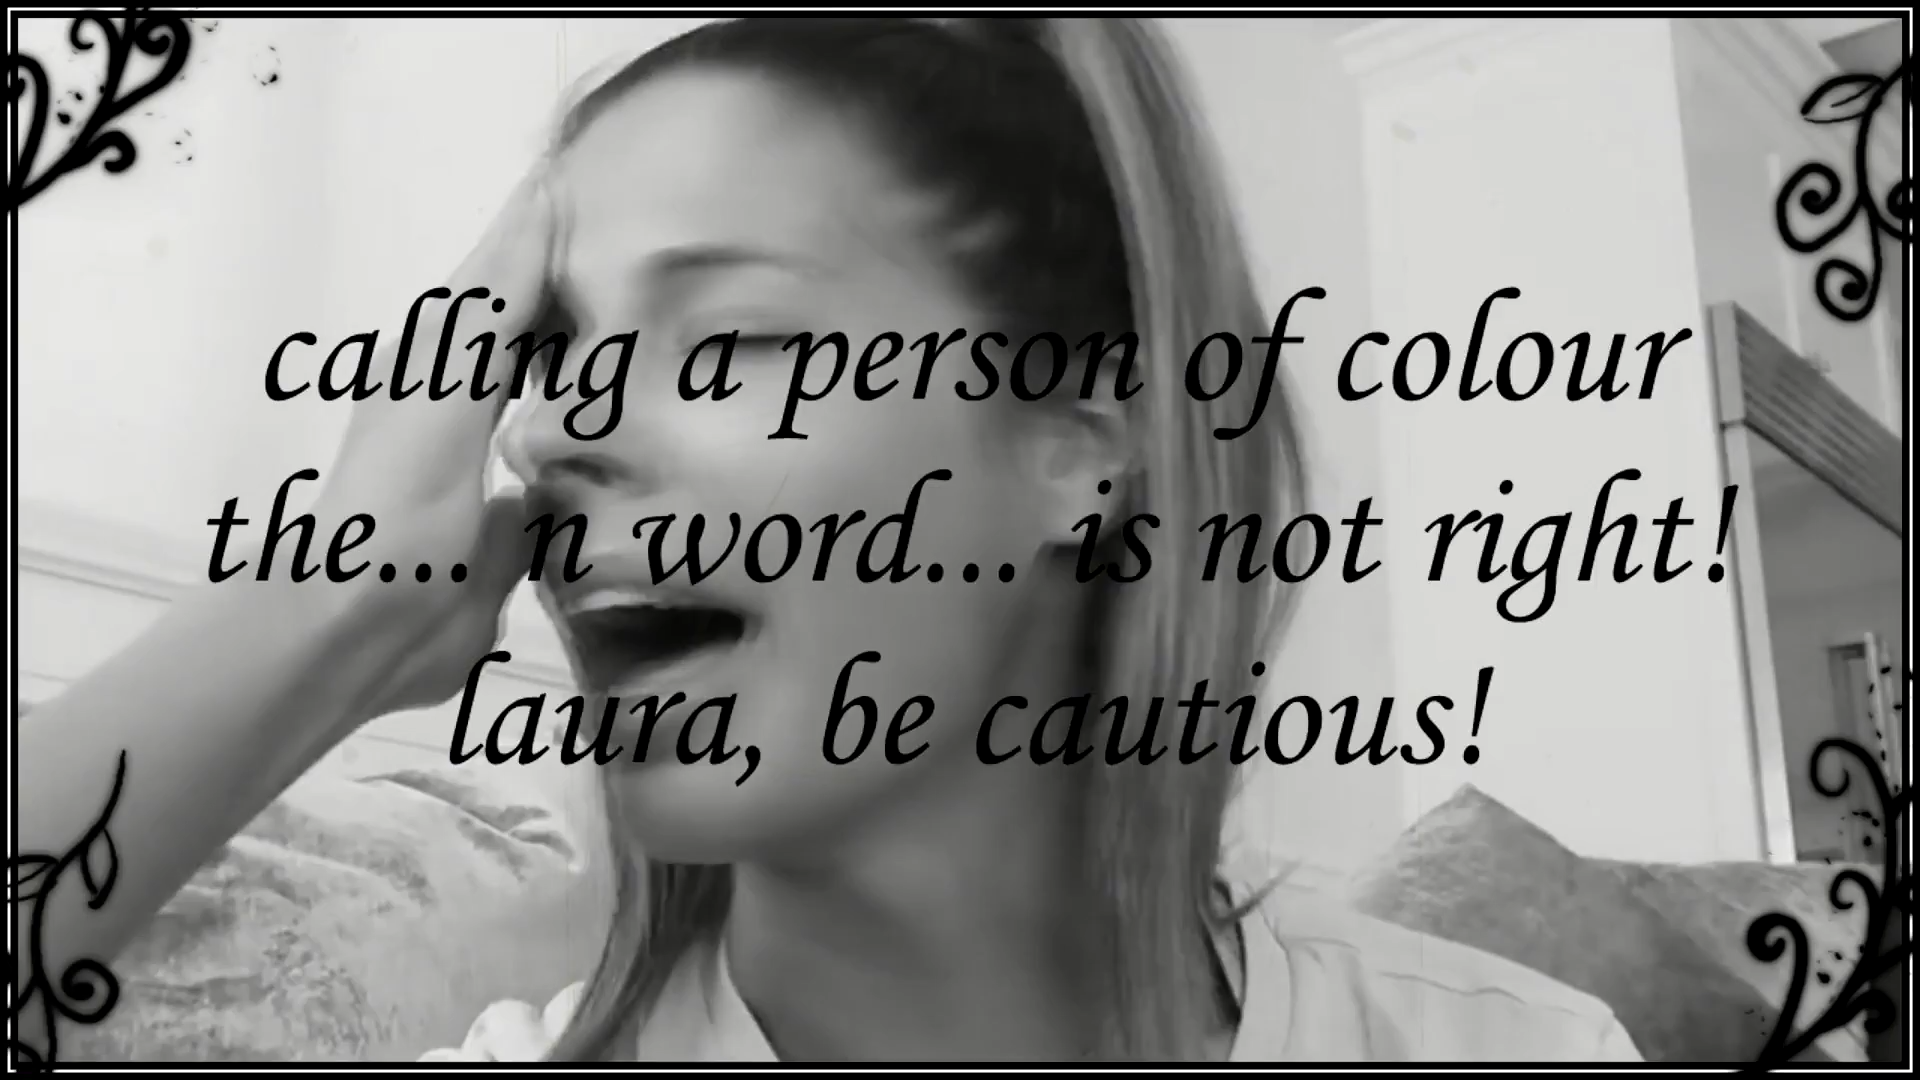 calling a person of colour
the... n word... is not right!
laura, be cautious!